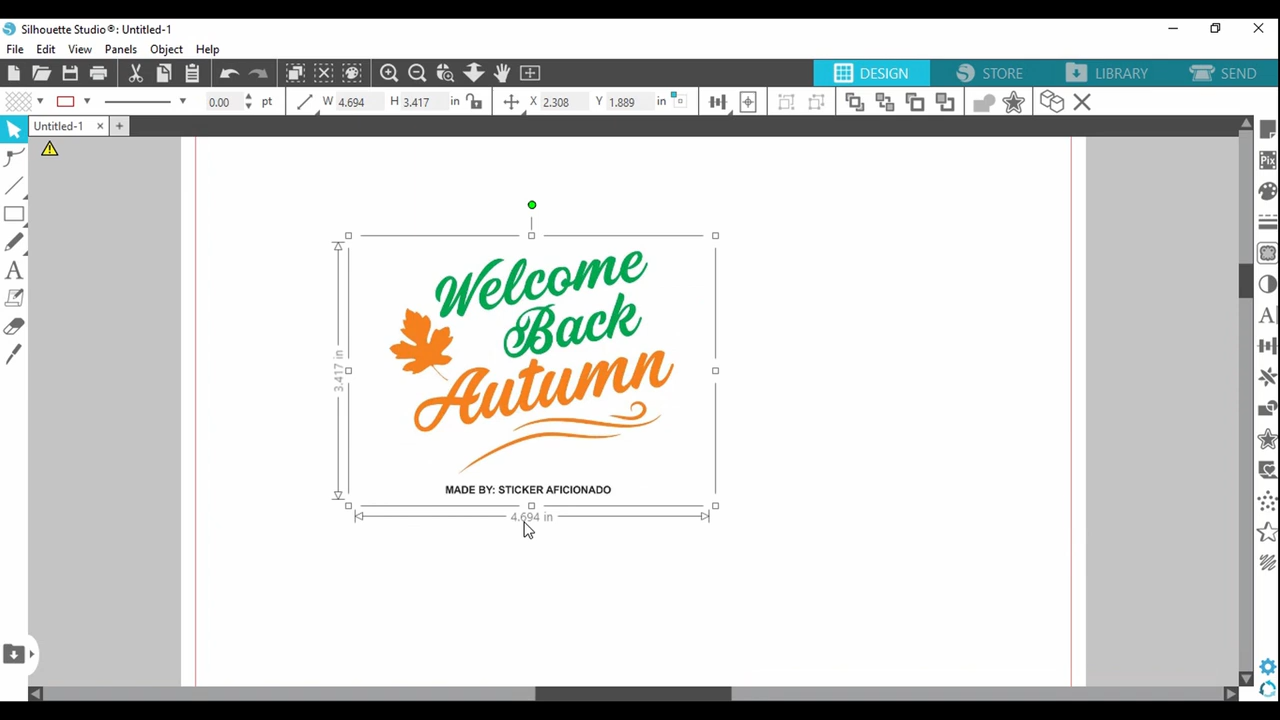 Silhouette Studio®: Untitled-1
File Edit View Panels Object Help
DESIGN STORE LIBRARY SEND
0.00 pt W 4.694 H 3.417 in X 2.308 Y 1.889 in
Untitled-1
Welcome
Back
Autumn
3.417 in
MADE BY: STICKER AFICIONADO
4.694 in